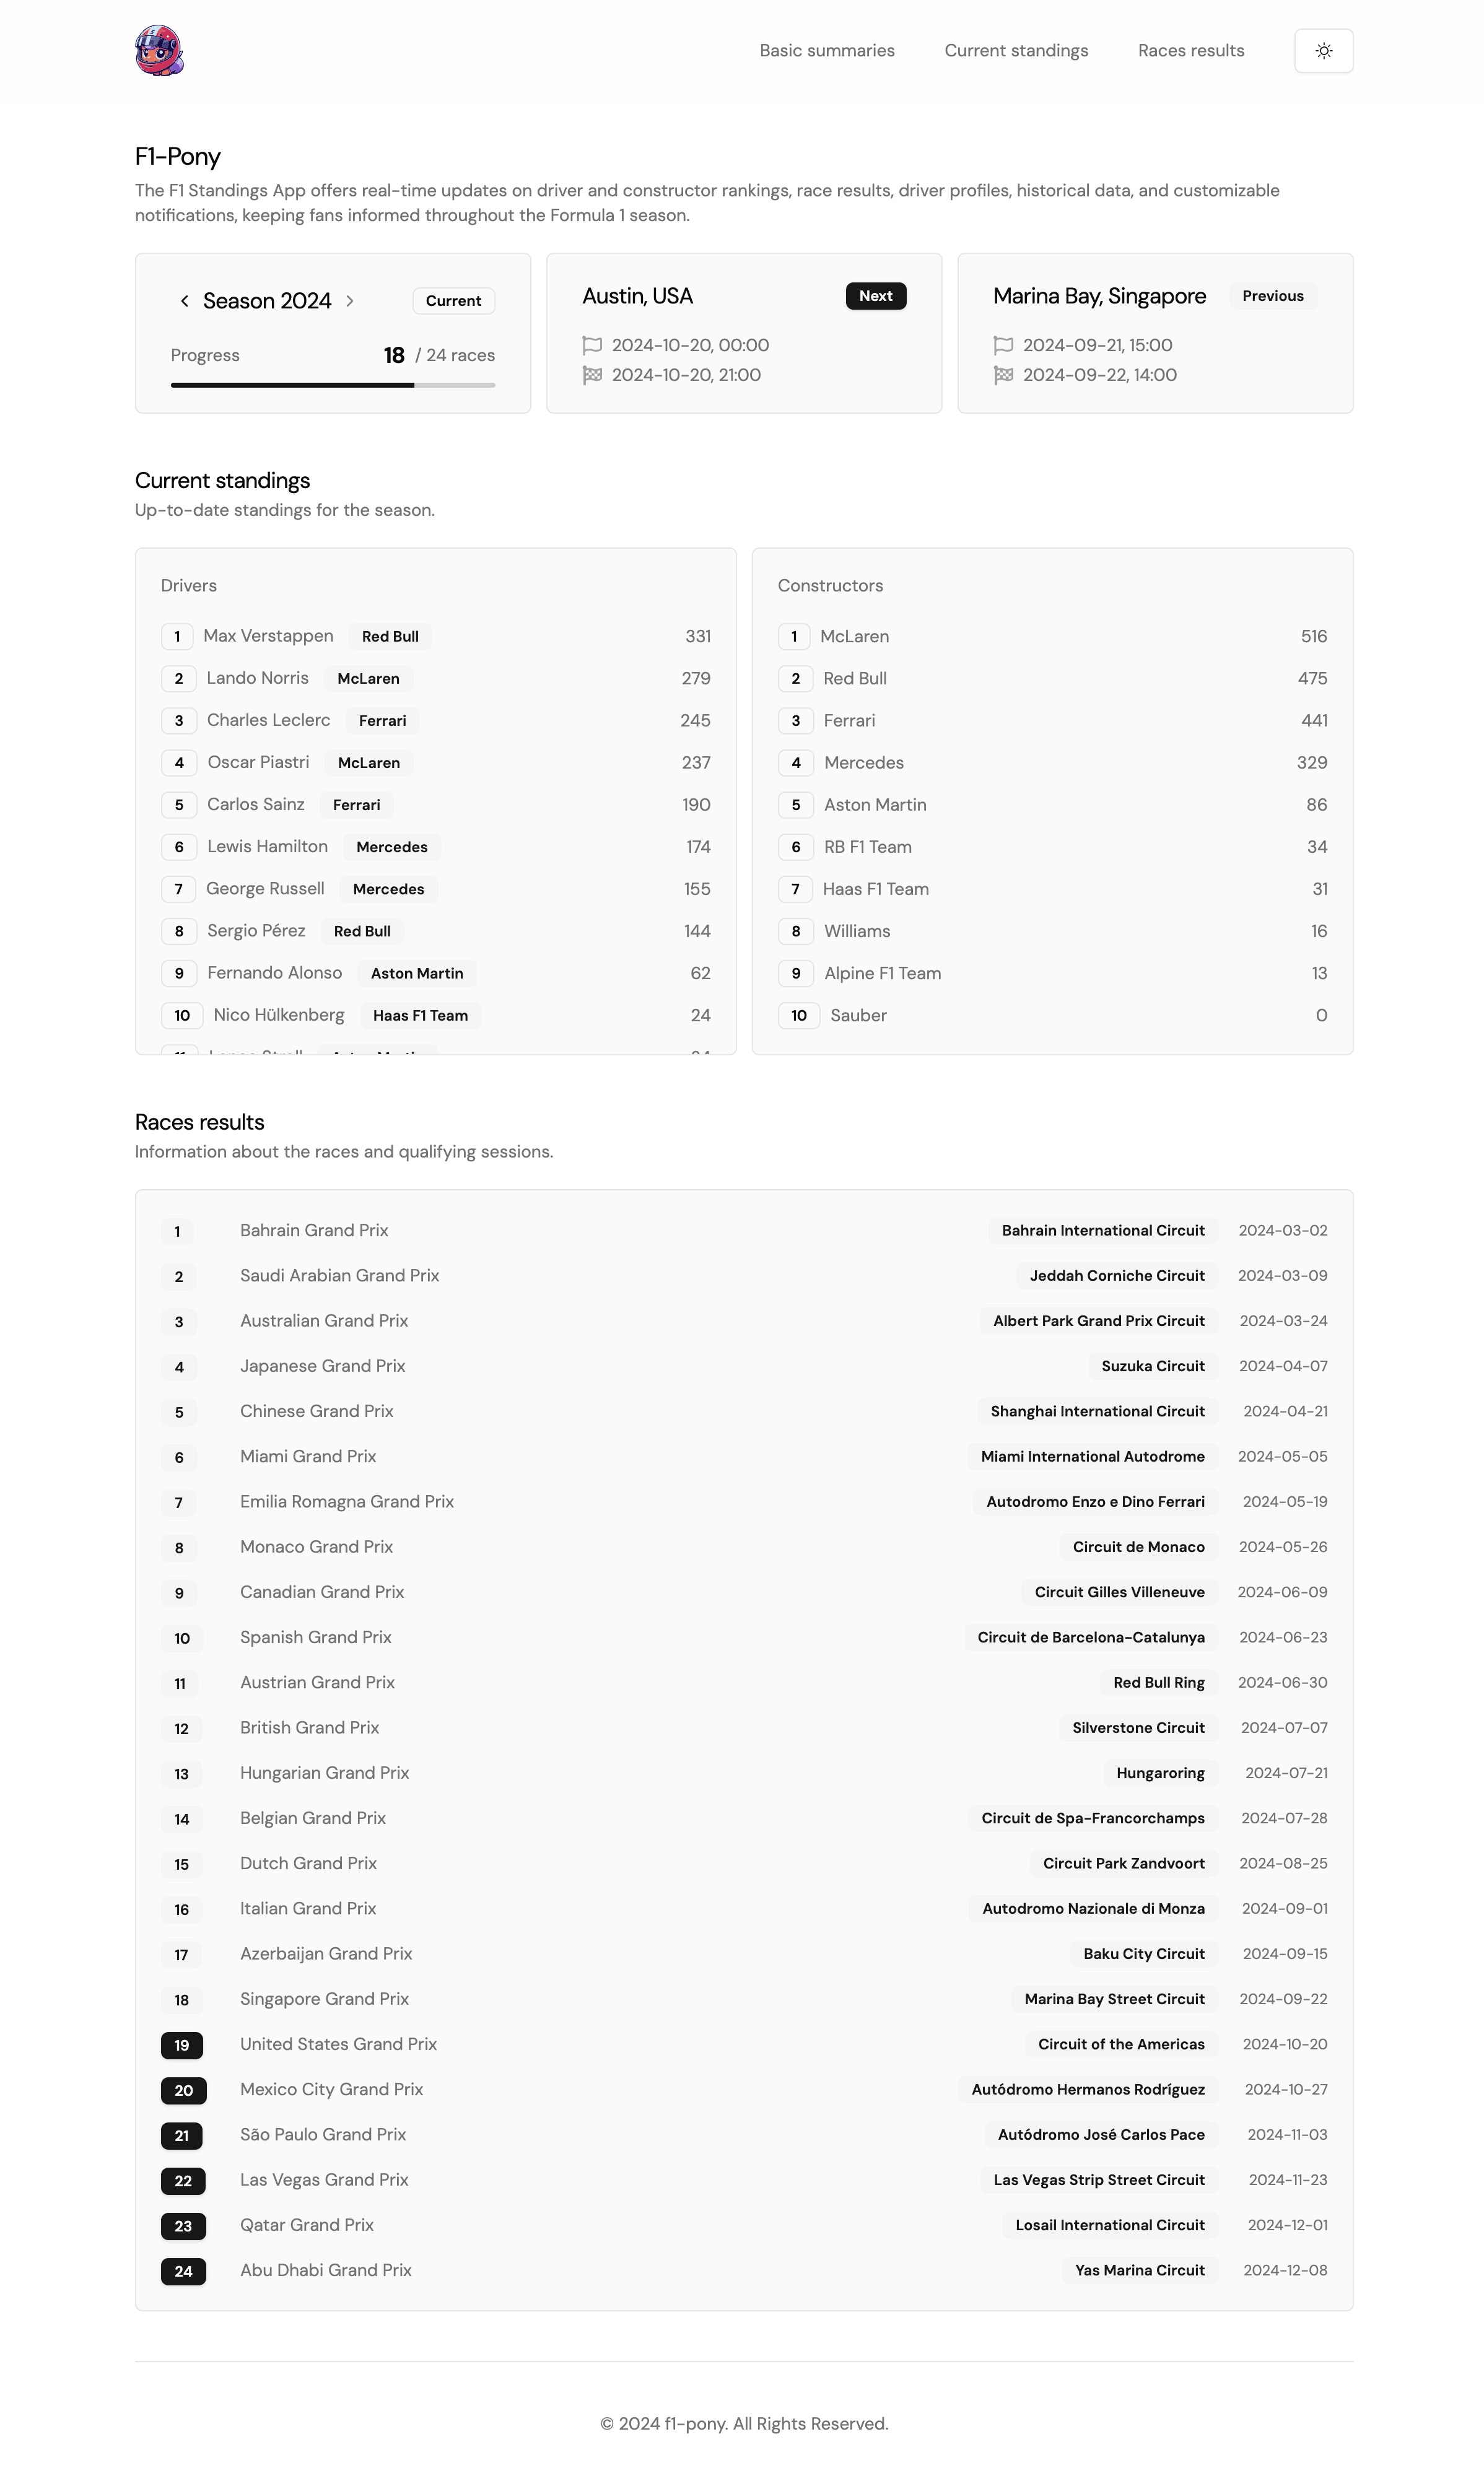 Basic summaries Current standings Races results
F1-Pony
The F1 Standings App offers real-time updates on driver and constructor rankings, race results, driver profiles, historical data, and customizable
notifications, keeping fans informed throughout the Formula 1 season.
Season 2024 Current
Progress 18 / 24 races
Austin, USA Next
2024-10-20, 00:00
2024-10-20, 21:00
Marina Bay, Singapore Previous
2024-09-21, 15:00
2024-09-22, 14:00
Current standings
Up-to-date standings for the season.
Drivers
1 Max Verstappen Red Bull 331
2 Lando Norris McLaren 279
3 Charles Leclerc Ferrari 245
4 Oscar Piastri McLaren 237
5 Carlos Sainz Ferrari 190
6 Lewis Hamilton Mercedes 174
7 George Russell Mercedes 155
8 Sergio Pérez Red Bull 144
9 Fernando Alonso Aston Martin 62
10 Nico Hülkenberg Haas F1 Team 24
Constructors
1 McLaren 516
2 Red Bull 475
3 Ferrari 441
4 Mercedes 329
5 Aston Martin 86
6 RB F1 Team 34
7 Haas F1 Team 31
8 Williams 16
9 Alpine F1 Team 13
10 Sauber 0
Races results
Information about the races and qualifying sessions.
1 Bahrain Grand Prix Bahrain International Circuit 2024-03-02
2 Saudi Arabian Grand Prix Jeddah Corniche Circuit 2024-03-09
3 Australian Grand Prix Albert Park Grand Prix Circuit 2024-03-24
4 Japanese Grand Prix Suzuka Circuit 2024-04-07
5 Chinese Grand Prix Shanghai International Circuit 2024-04-21
6 Miami Grand Prix Miami International Autodrome 2024-05-05
7 Emilia Romagna Grand Prix Autodromo Enzo e Dino Ferrari 2024-05-19
8 Monaco Grand Prix Circuit de Monaco 2024-05-26
9 Canadian Grand Prix Circuit Gilles Villeneuve 2024-06-09
10 Spanish Grand Prix Circuit de Barcelona-Catalunya 2024-06-23
11 Austrian Grand Prix Red Bull Ring 2024-06-30
12 British Grand Prix Silverstone Circuit 2024-07-07
13 Hungarian Grand Prix Hungaroring 2024-07-21
14 Belgian Grand Prix Circuit de Spa-Francorchamps 2024-07-28
15 Dutch Grand Prix Circuit Park Zandvoort 2024-08-25
16 Italian Grand Prix Autodromo Nazionale di Monza 2024-09-01
17 Azerbaijan Grand Prix Baku City Circuit 2024-09-15
18 Singapore Grand Prix Marina Bay Street Circuit 2024-09-22
19 United States Grand Prix Circuit of the Americas 2024-10-20
20 Mexico City Grand Prix Autódromo Hermanos Rodríguez 2024-10-27
21 São Paulo Grand Prix Autódromo José Carlos Pace 2024-11-03
22 Las Vegas Grand Prix Las Vegas Strip Street Circuit 2024-11-23
23 Qatar Grand Prix Losail International Circuit 2024-12-01
24 Abu Dhabi Grand Prix Yas Marina Circuit 2024-12-08
© 2024 f1-pony. All Rights Reserved.